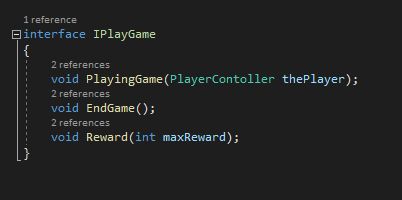 1 reference
interface IPlayGame
{
2 references
void PlayingGame(PlayerContoller thePlayer);
2 references
void EndGame();
2 references
void Reward(int maxReward);
}